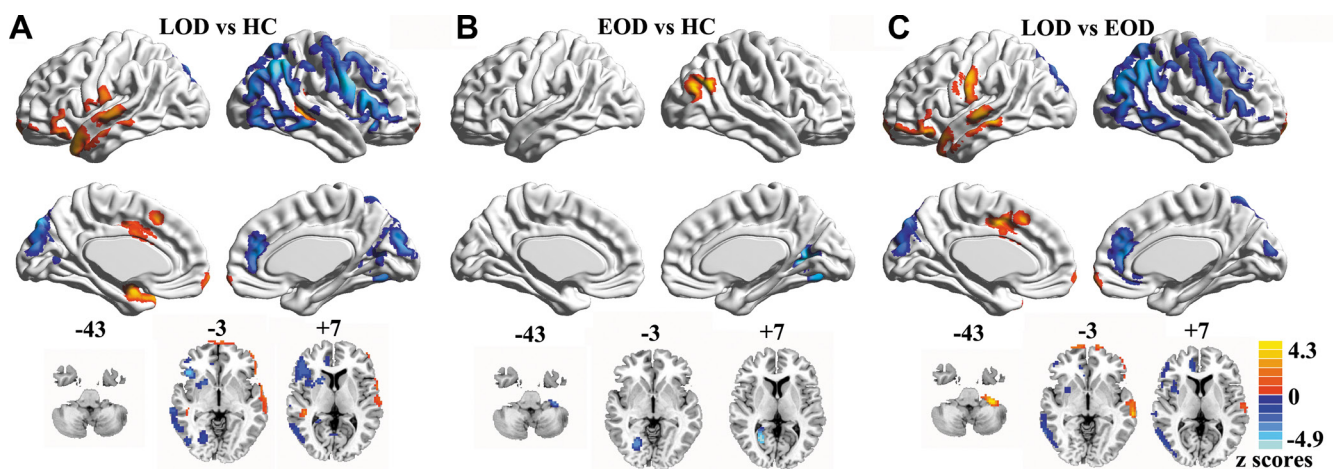 A LOD vs HC
B EOD vs HC
C LOD vs EOD
-43 -3 +7
-43 -3 +7
-43 -3 +7
4.3
0
-4.9
z scores